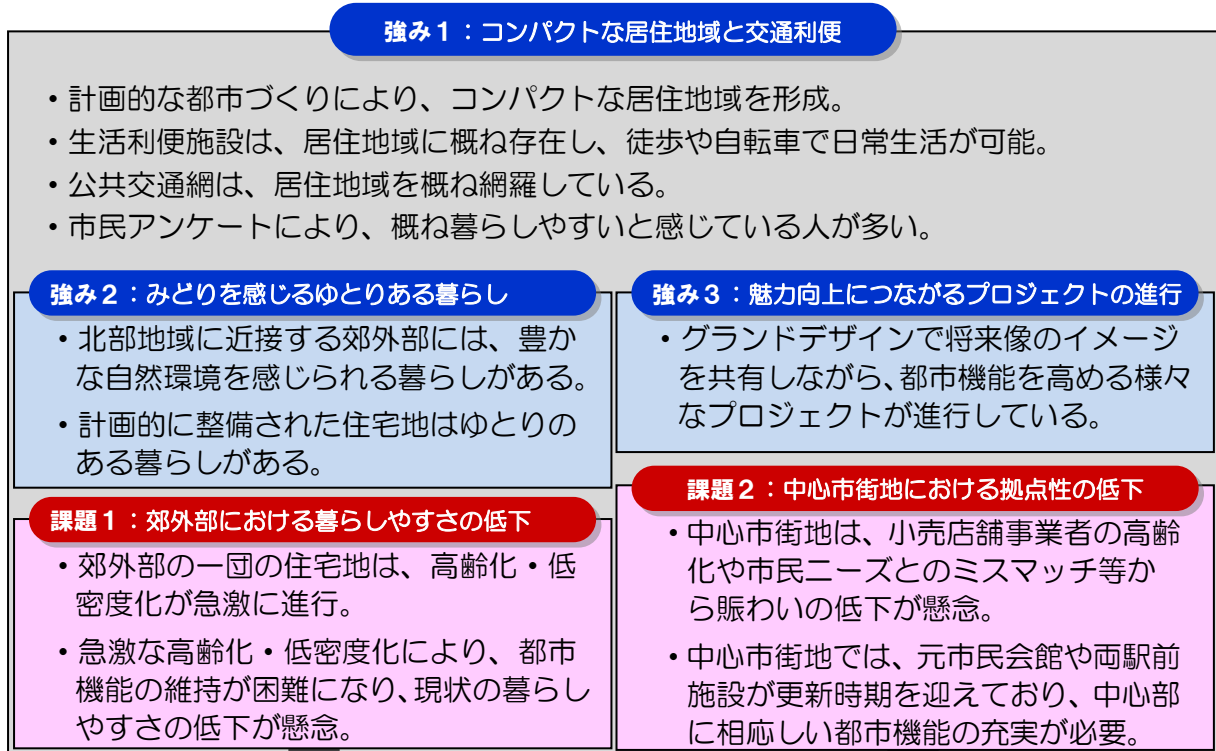 強み１：コンパクトな居住地域と交通利便
・計画的な都市づくりにより、コンパクトな居住地域を形成。
・生活利便施設は、居住地域に概ね存在し、徒歩や自転車で日常生活が可能。
・公共交通網は、居住地域を概ね網羅している。
・市民アンケートにより、概ね暮らしやすいと感じている人が多い。
強み２：みどりを感じるゆとりある暮らし
・北部地域に近接する郊外部には、豊か
な自然環境を感じられる暮らしがある。
・計画的に整備された住宅地はゆとりの
ある暮らしがある。
強み３：魅力向上につながるプロジェクトの進行
・グランドデザインで将来像のイメージ
を共有しながら、都市機能を高める様々
なプロジェクトが進行している。
課題１：郊外部における暮らしやすさの低下
・郊外部の一団の住宅地は、高齢化・低
密度化が急激に進行。
・急激な高齢化・低密度化により、都市
機能の維持が困難になり、現状の暮らし
やすさの低下が懸念。
課題２：中心市街地における拠点性の低下
・中心市街地は、小売店舗事業者の高齢
化や市民ニーズとのミスマッチ等か
ら賑わいの低下が懸念。
・中心市街地では、元市民会館や両駅前
施設が更新時期を迎えており、中心部
に相応しい都市機能の充実が必要。